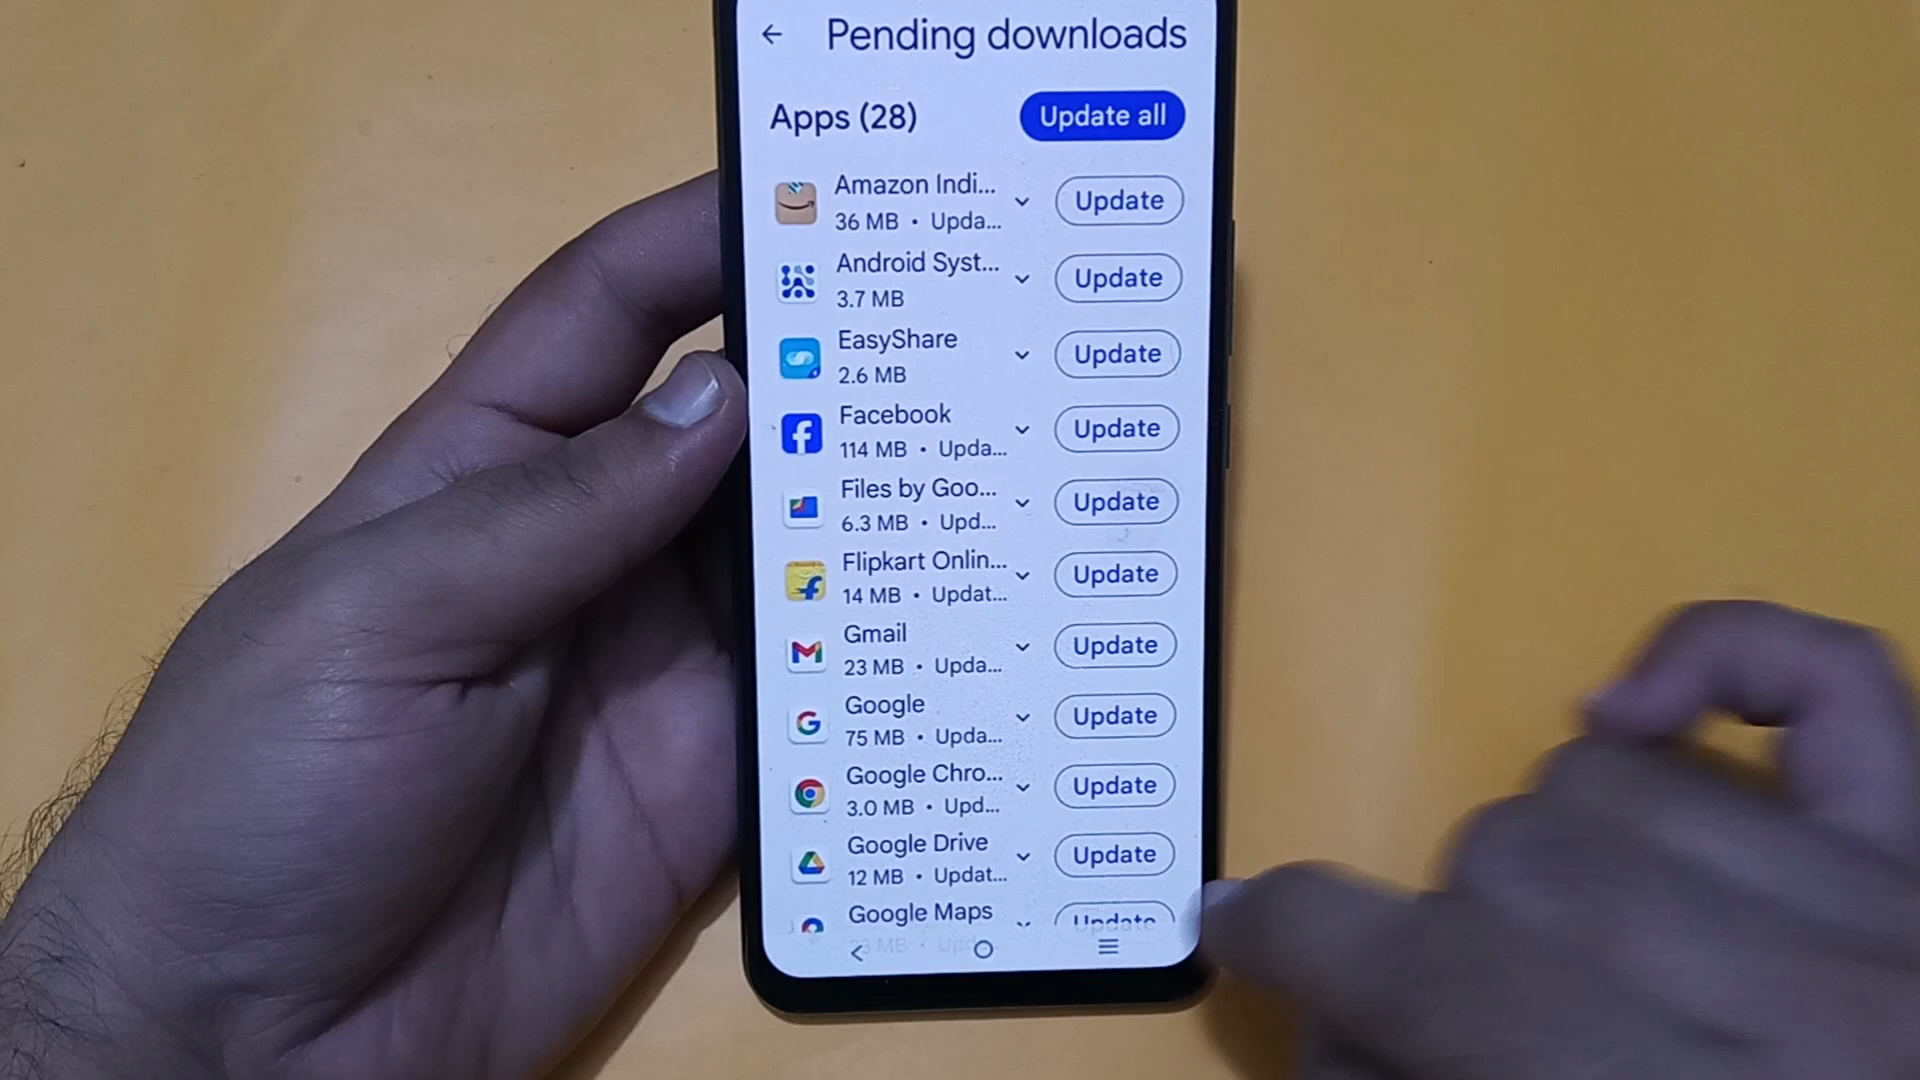 Pending downloads
Apps (28)
Update all
Amazon Indi...
36 MB • Upda...
Update
Android Syst...
3.7 MB
Update
EasyShare
2.6 MB
Update
Facebook
114 MB • Upda...
Update
Files by Goo...
6.3 MB • Upd...
Update
Flipkart Onlin...
14 MB • Updat...
Update
Gmail
23 MB • Upda...
Update
Google
75 MB • Upda...
Update
Google Chro...
3.0 MB • Upd...
Update
Google Drive
12 MB • Updat...
Update
Google Maps
Update